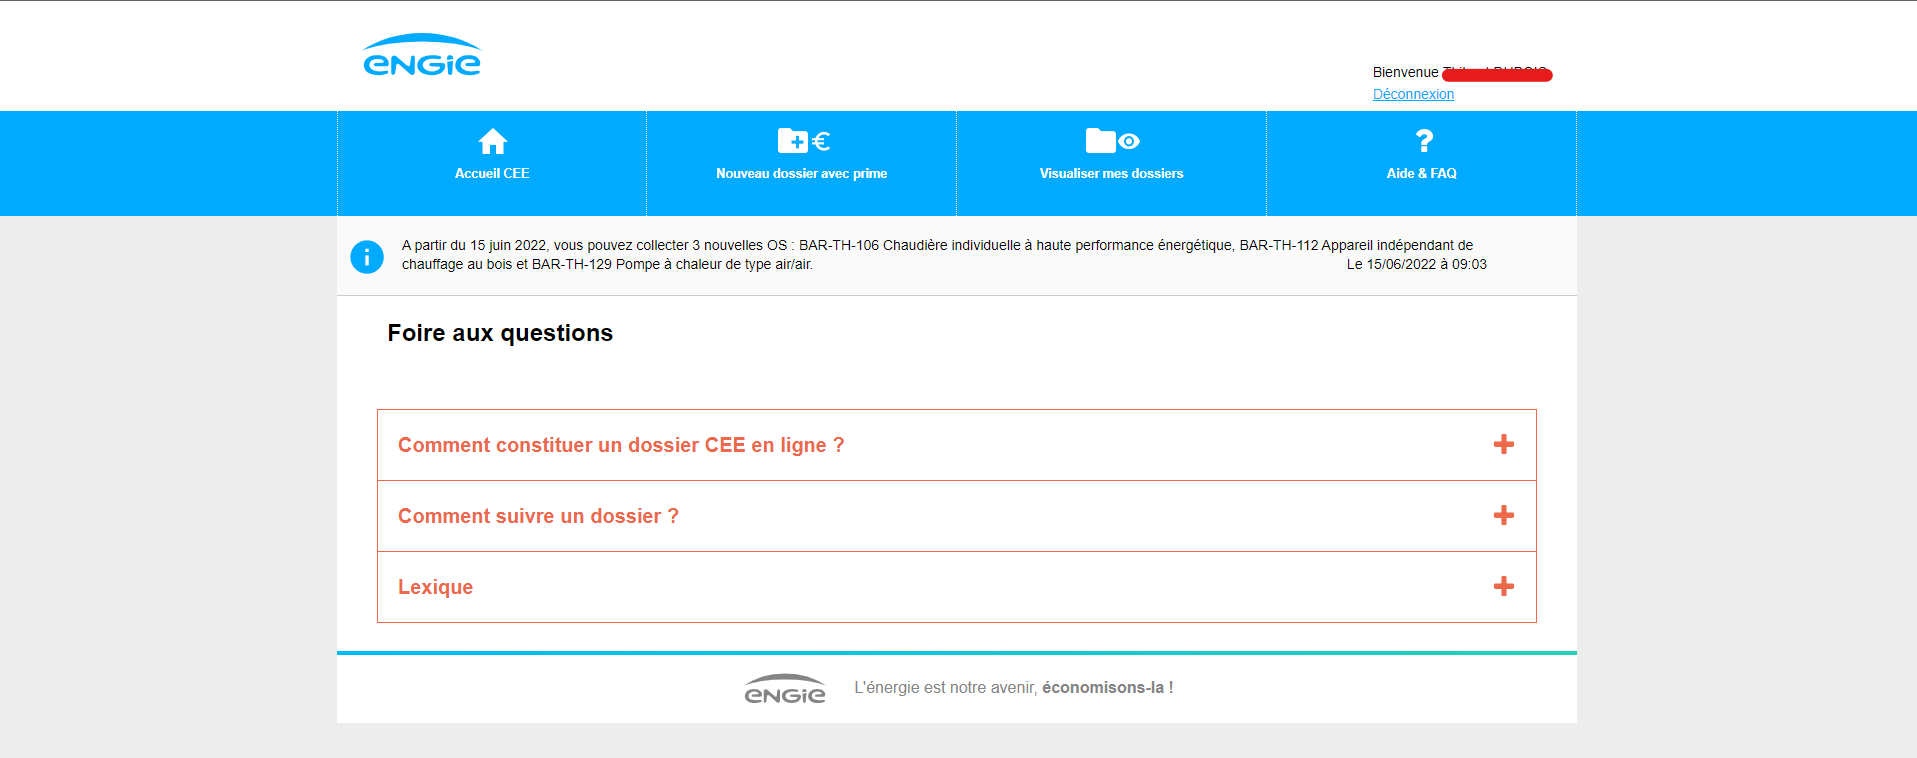 ENGIE
Bienvenue
Déconnexion
Accueil CEE
Nouveau dossier avec prime
Visualiser mes dossiers
Aide & FAQ
A partir du 15 juin 2022, vous pouvez collecter 3 nouvelles OS : BAR-TH-106 Chaudière individuelle à haute performance énergétique, BAR-TH-112 Appareil indépendant de
chauffage au bois et BAR-TH-129 Pompe à chaleur de type air/air. Le 15/06/2022 à 09:03
Foire aux questions
Comment constituer un dossier CEE en ligne ?
Comment suivre un dossier ?
Lexique
ENGIE L'énergie est notre avenir, économisons-la !